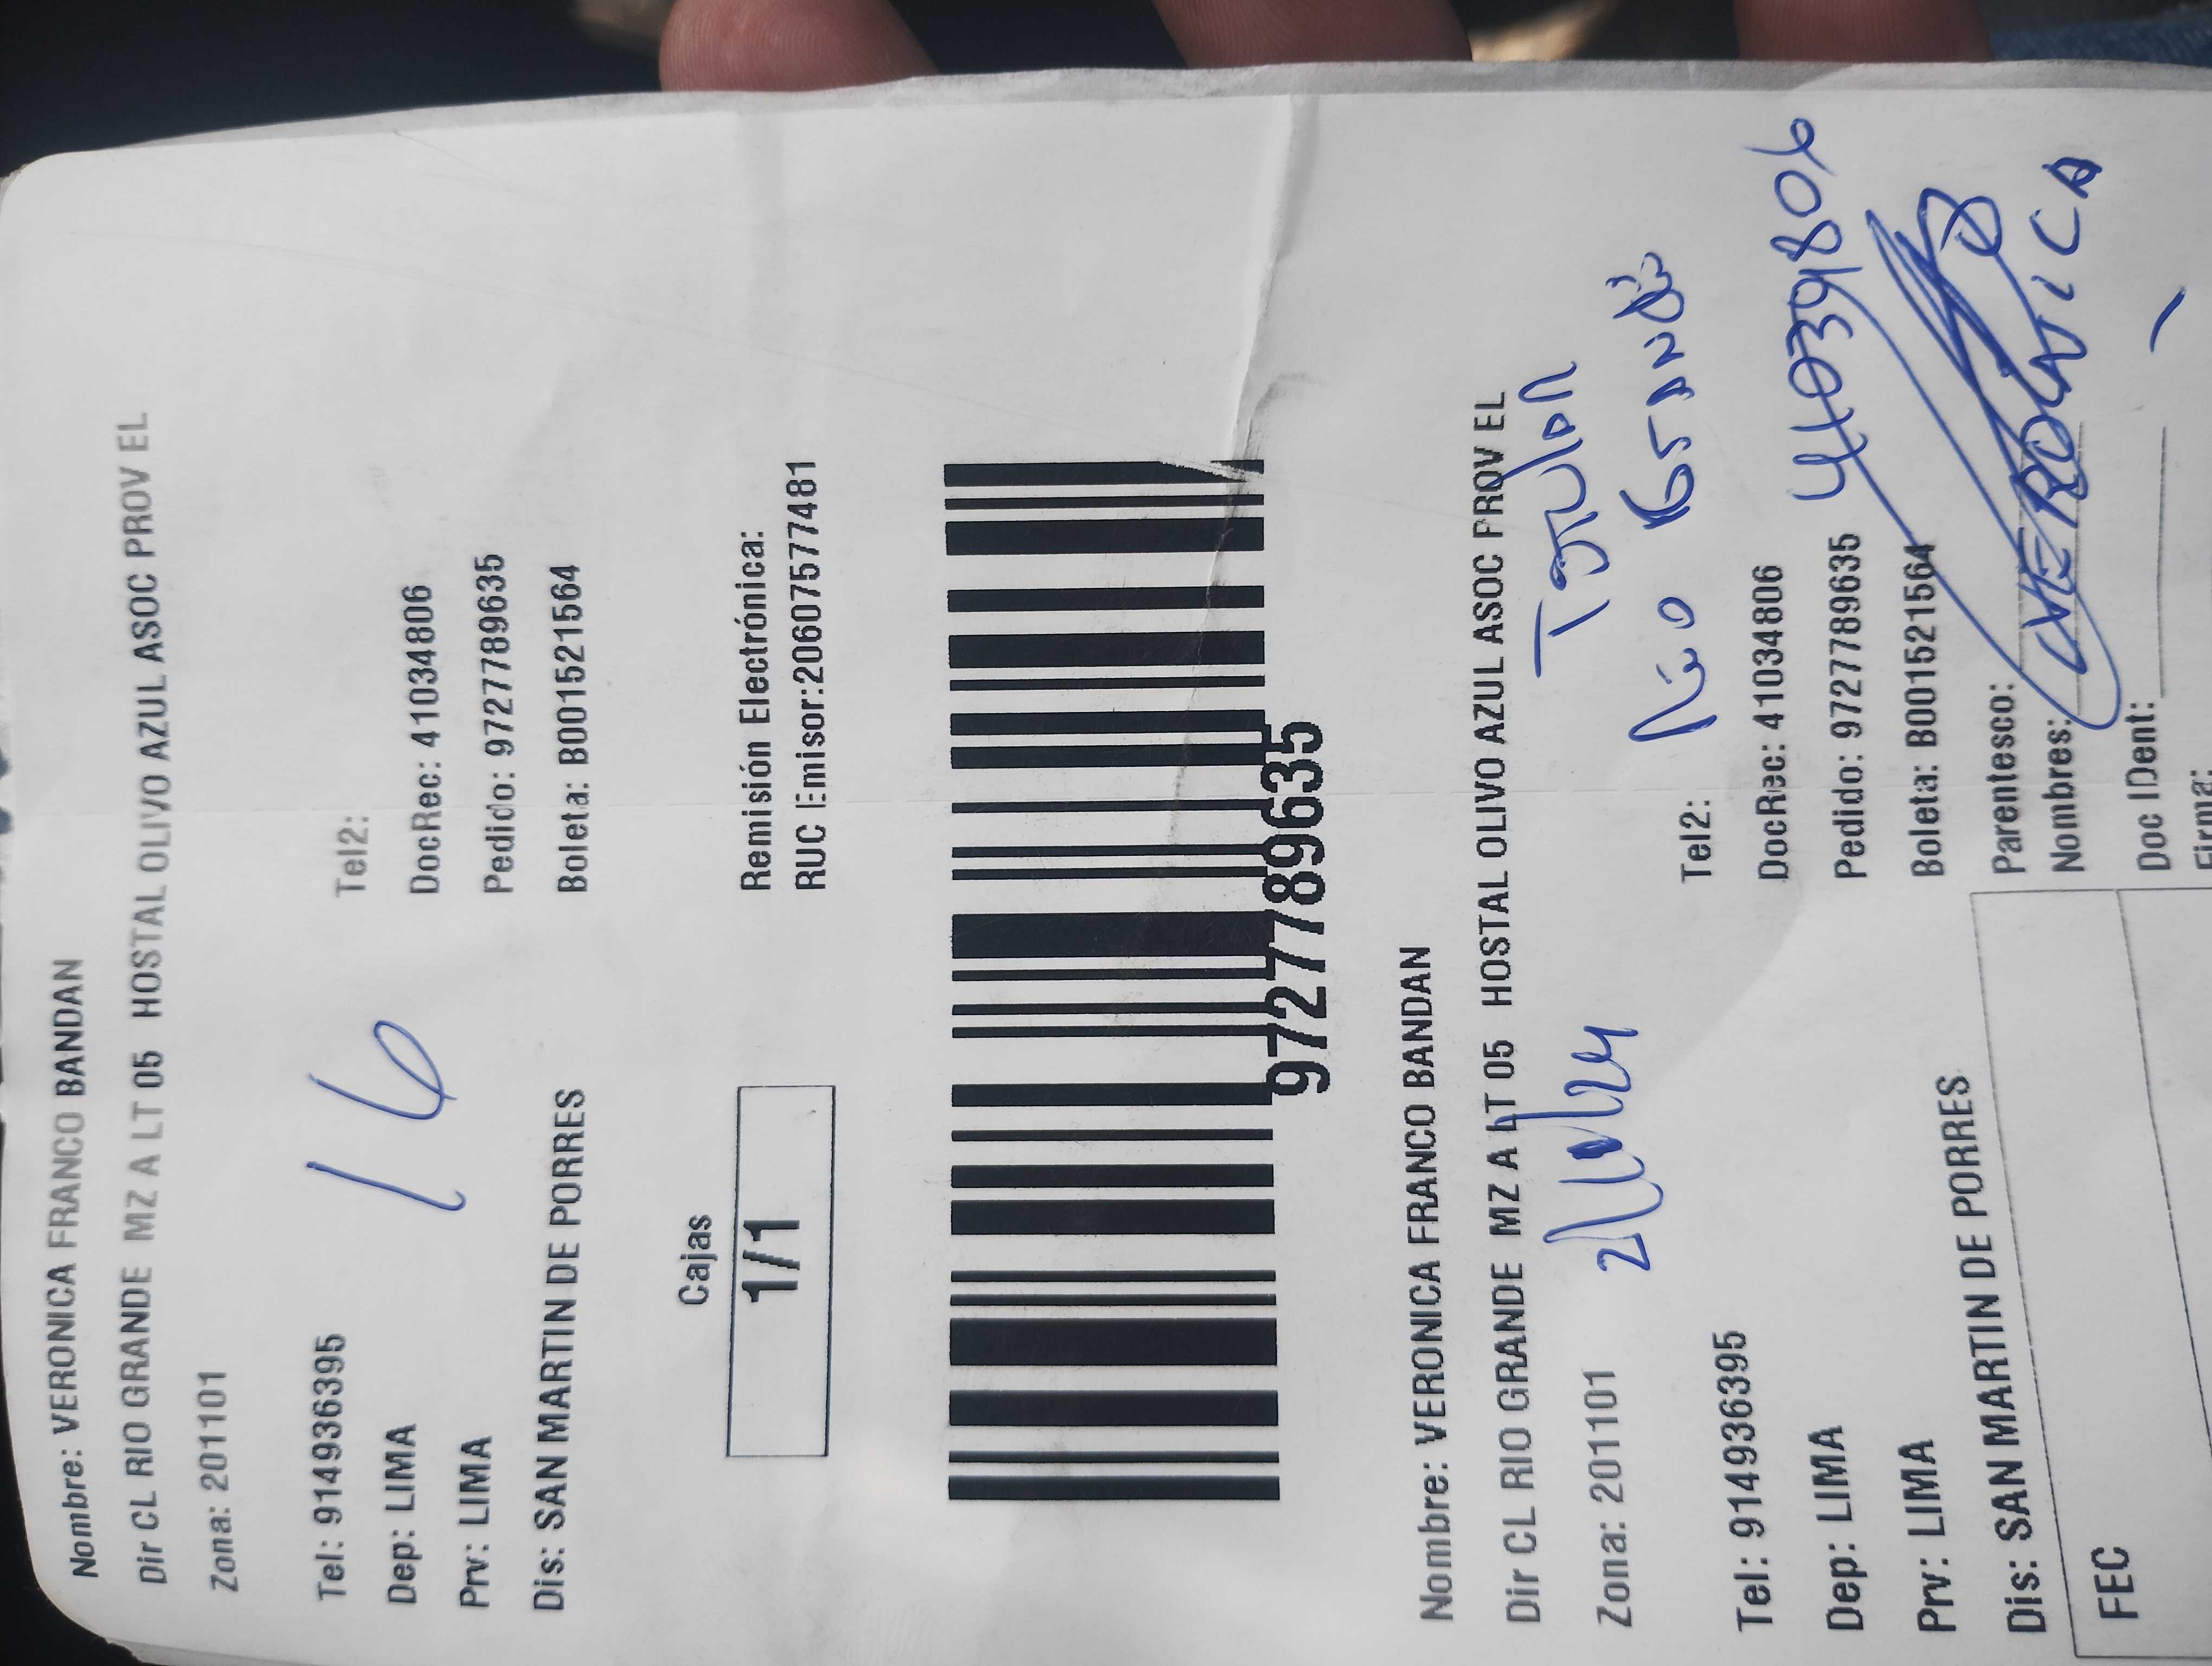 Nombre: VERONICA FRANCO BANDAN
Dir CL RIO GRANDE MZ A LT 05 HOSTAL OLIVO AZUL ASOC PROV EL
Zona: 201101
Tel: 914936395 Tel2:
16
Dep: LIMA DocRec: 41034806
Prv: LIMA Pedido: 9727789635
Dis: SAN MARTIN DE PORRES Boleta: B001521564
Cajas Remisión Electrónica:
1/1 RUC Emisor:20607577481
9727789635
Nombre: VERONICA FRANCO BANDAN
Dir CL RIO GRANDE MZ A LT 05 HOSTAL OLIVO AZUL ASOC PROV EL
Zona: 201101
Rio
Tel: 914936395 Tel2:
Dep: LIMA DocRec: 41034806
Prv: LIMA Pedido: 9727789635
Dis: SAN MARTIN DE PORRES Boleta: B001521564
Parentesco:
FEC Nombres: VERONICA
Doc IDent:
Firma: